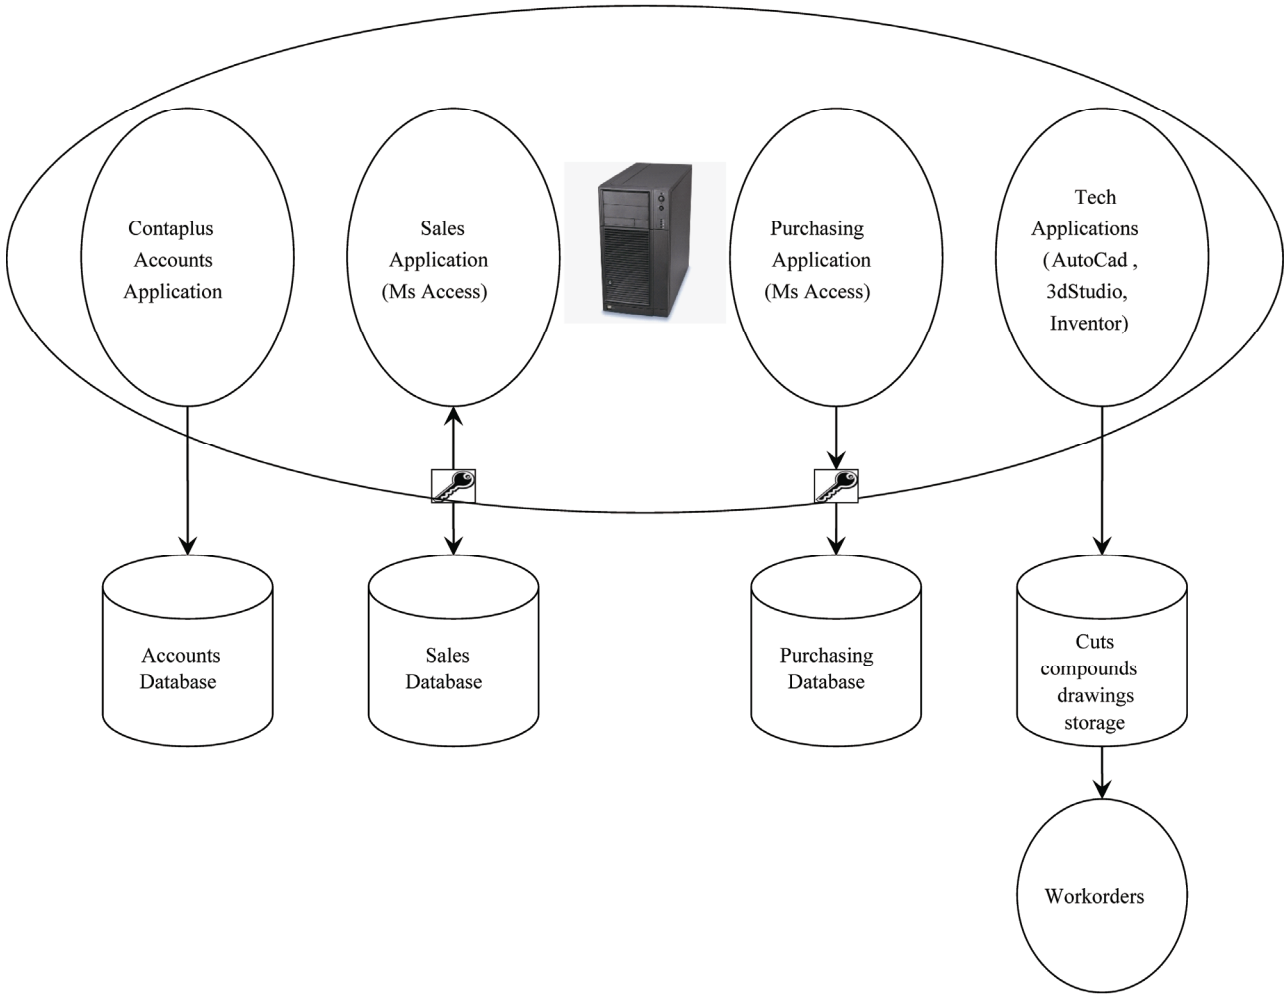 Contaplus
Accounts
Application
Sales
Application
(Ms Access)
Purchasing
Application
(Ms Access)
Tech
Applications
(AutoCad ,
3dStudio,
Inventor)
Accounts
Database
Sales
Database
Purchasing
Database
Cuts
compounds
drawings
storage
Workorders